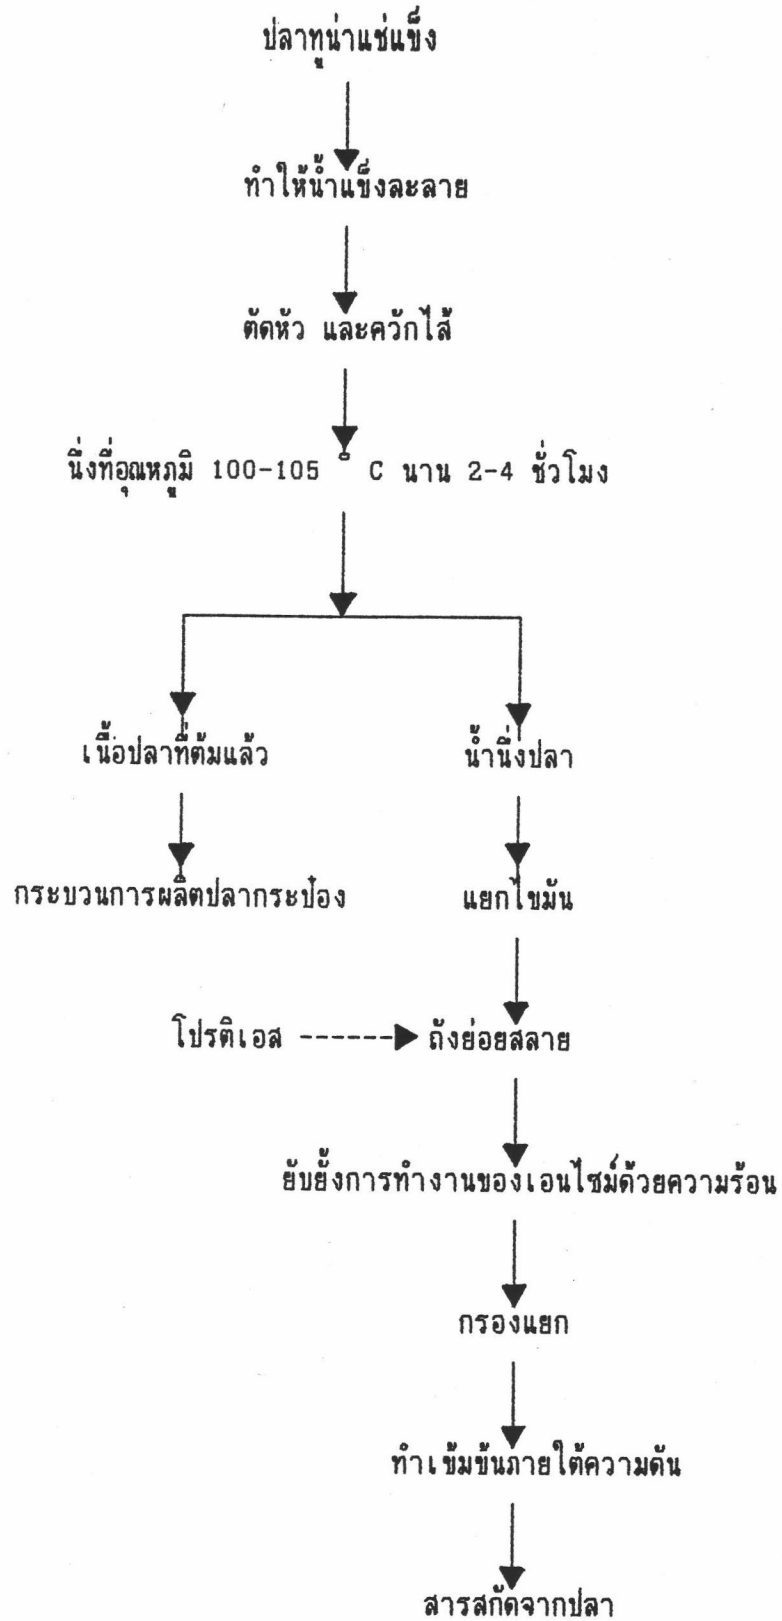 ปลาทูน่าแช่แข็ง
ทำให้น้ำแข็งละลาย
ตัดหัว และควักไส้
นึ่งที่อุณหภูมิ 100-105 ° C นาน 2-4 ชั่วโมง
เนื้อปลาที่ต้มแล้ว
น้ำนึ่งปลา
กระบวนการผลิตปลากระป๋อง
แยกไขมัน
โปรติเอส
ถังย่อยสลาย
ยับยั้งการทำงานของเอนไซม์ด้วยความร้อน
กรองแยก
ทำเข้มข้นภายใต้ความดัน
สารสกัดจากปลา